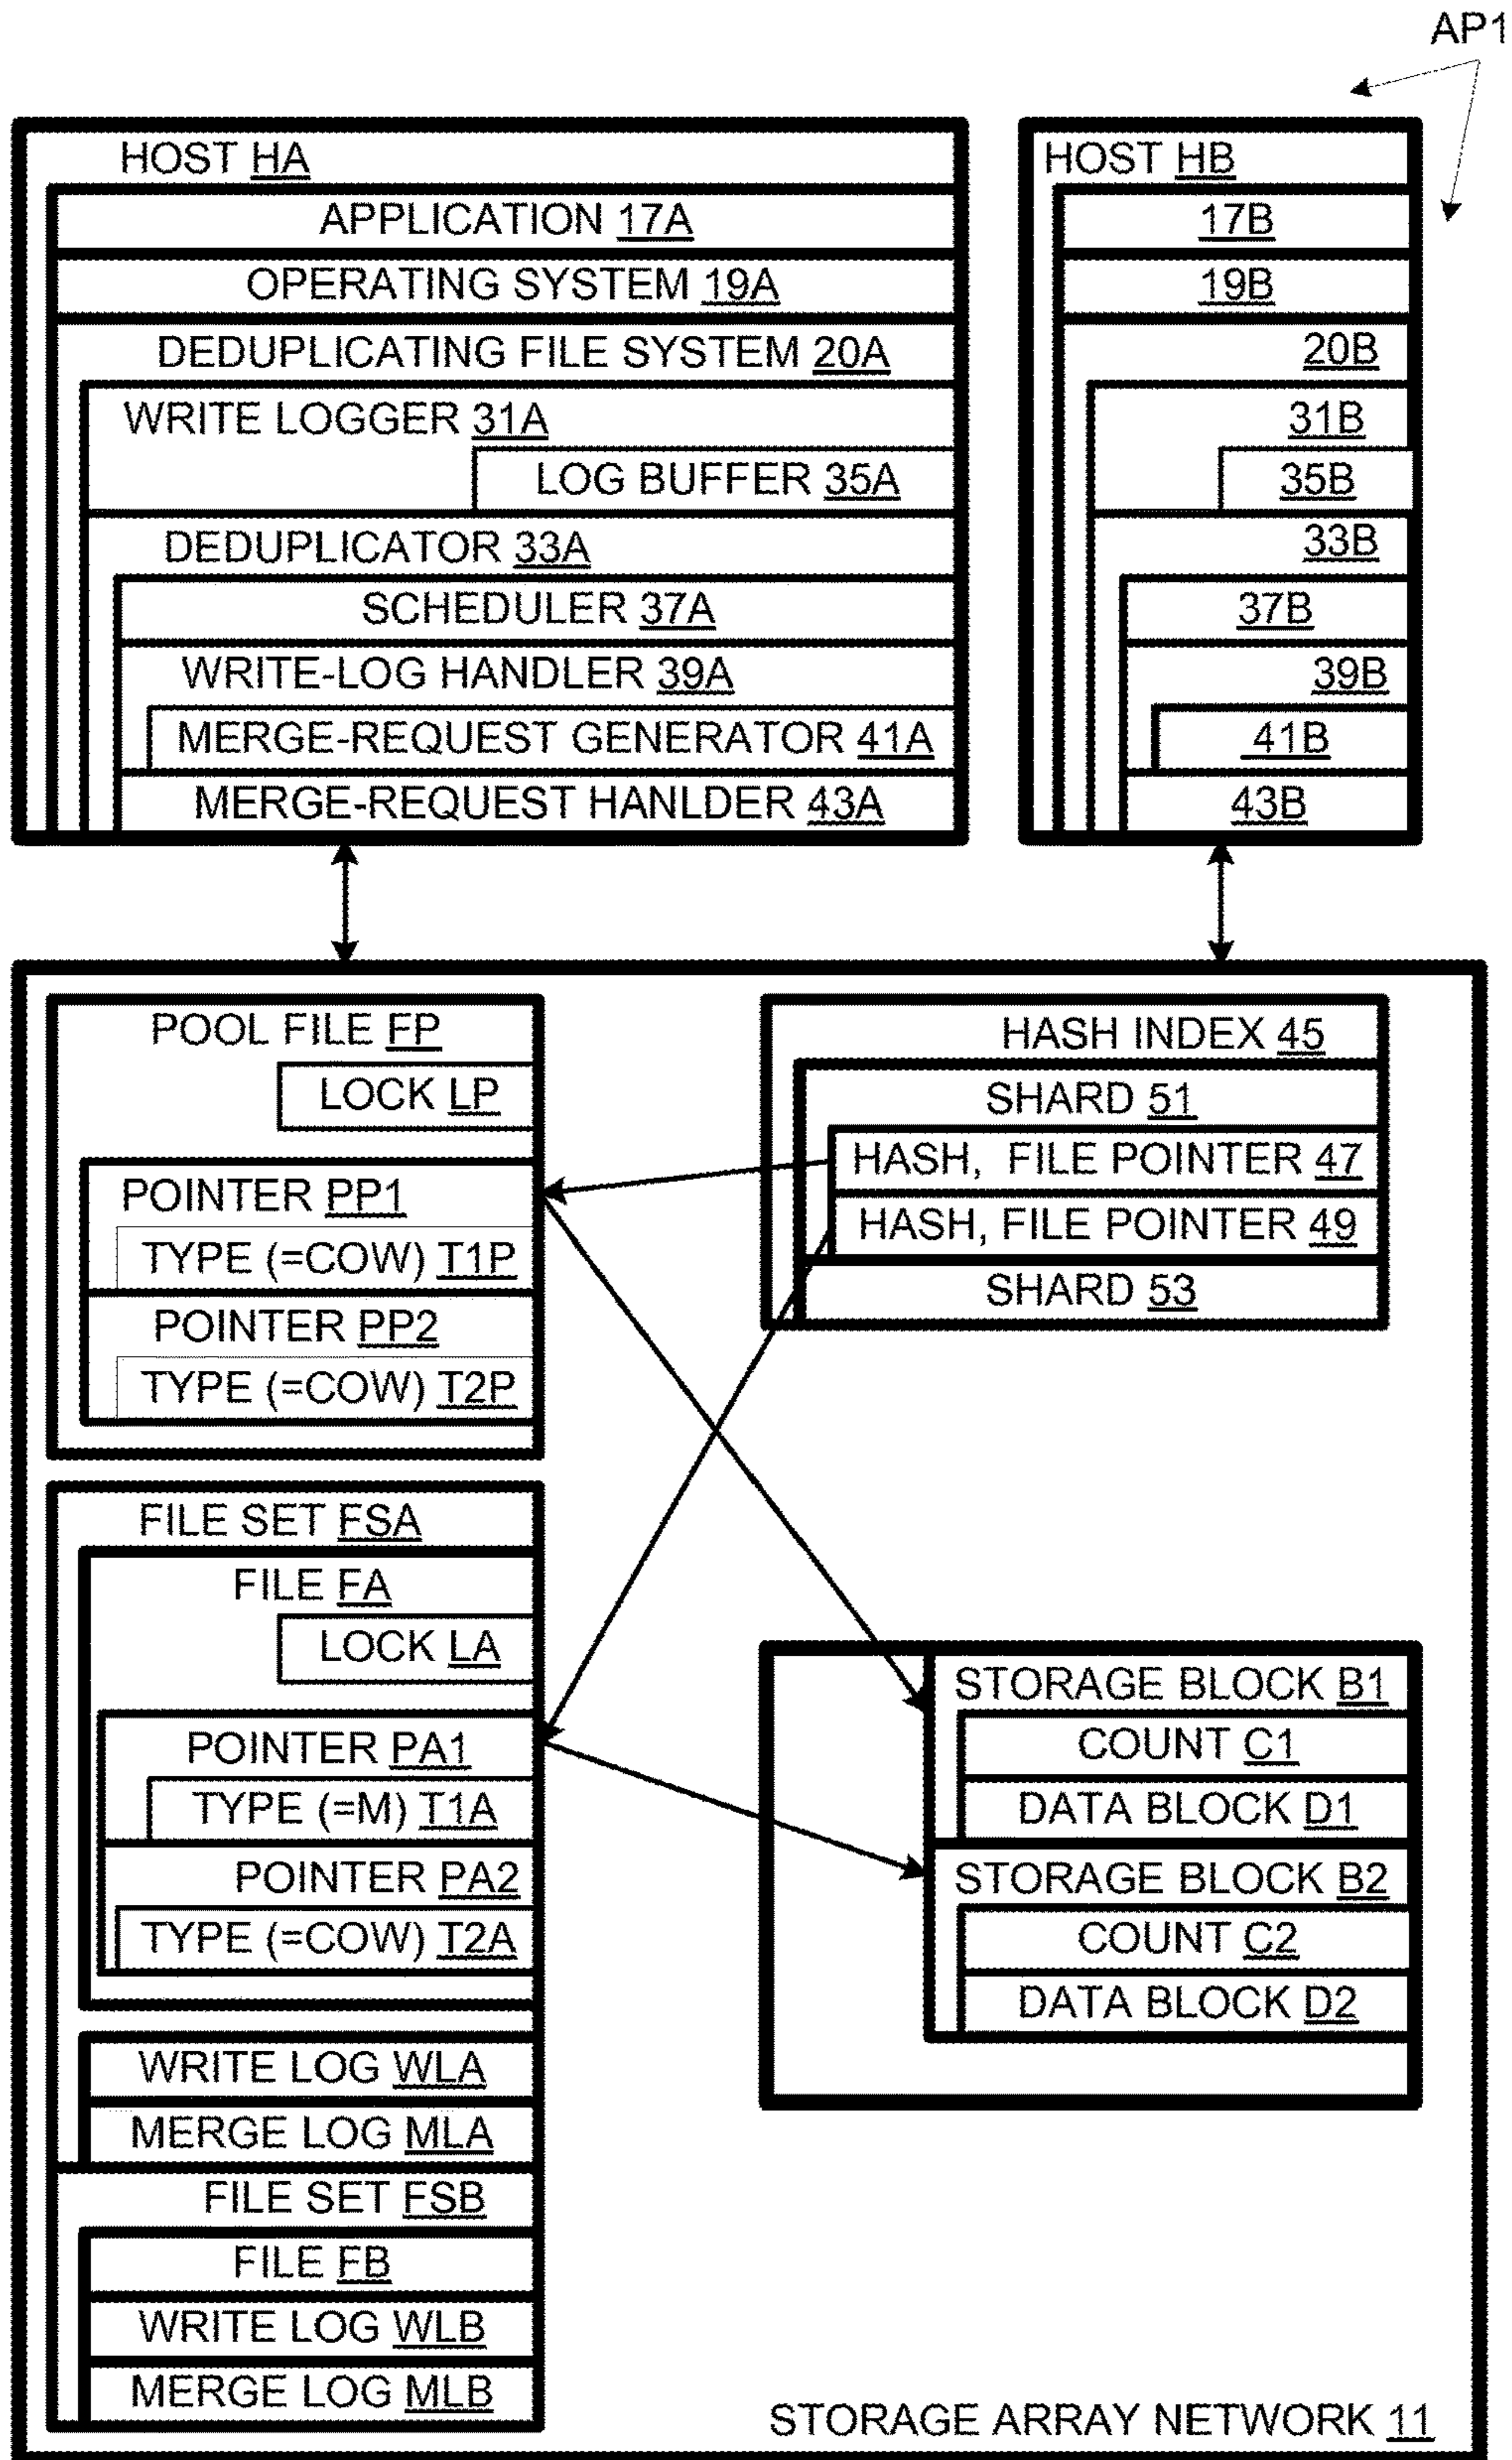 AP1
HOST HA
APPLICATION 17A
OPERATING SYSTEM 19A
DEDUPLICATING FILE SYSTEM 20A
WRITE LOGGER 31A
LOG BUFFER 35A
DEDUPLICATOR 33A
SCHEDULER 37A
WRITE-LOG HANDLER 39A
MERGE-REQUEST GENERATOR 41A
MERGE-REQUEST HANLDER 43A
HOST HB
17B
19B
20B
31B
35B
33B
37B
39B
41B
43B
POOL FILE FP
LOCK LP
POINTER PP1
TYPE (=COW) T1P
POINTER PP2
TYPE (=COW) T2P
HASH INDEX 45
SHARD 51
HASH, FILE POINTER 47
HASH, FILE POINTER 49
SHARD 53
FILE SET FSA
FILE FA
LOCK LA
POINTER PA1
TYPE (=M) T1A
POINTER PA2
TYPE (=COW) T2A
WRITE LOG WLA
MERGE LOG MLA
FILE SET FSB
FILE FB
WRITE LOG WLB
MERGE LOG MLB
STORAGE BLOCK B1
COUNT C1
DATA BLOCK D1
STORAGE BLOCK B2
COUNT C2
DATA BLOCK D2
STORAGE ARRAY NETWORK 11